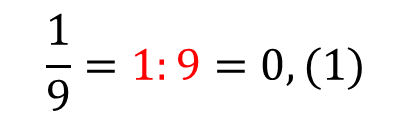 1/9 = 1: 9 = 0, (1)